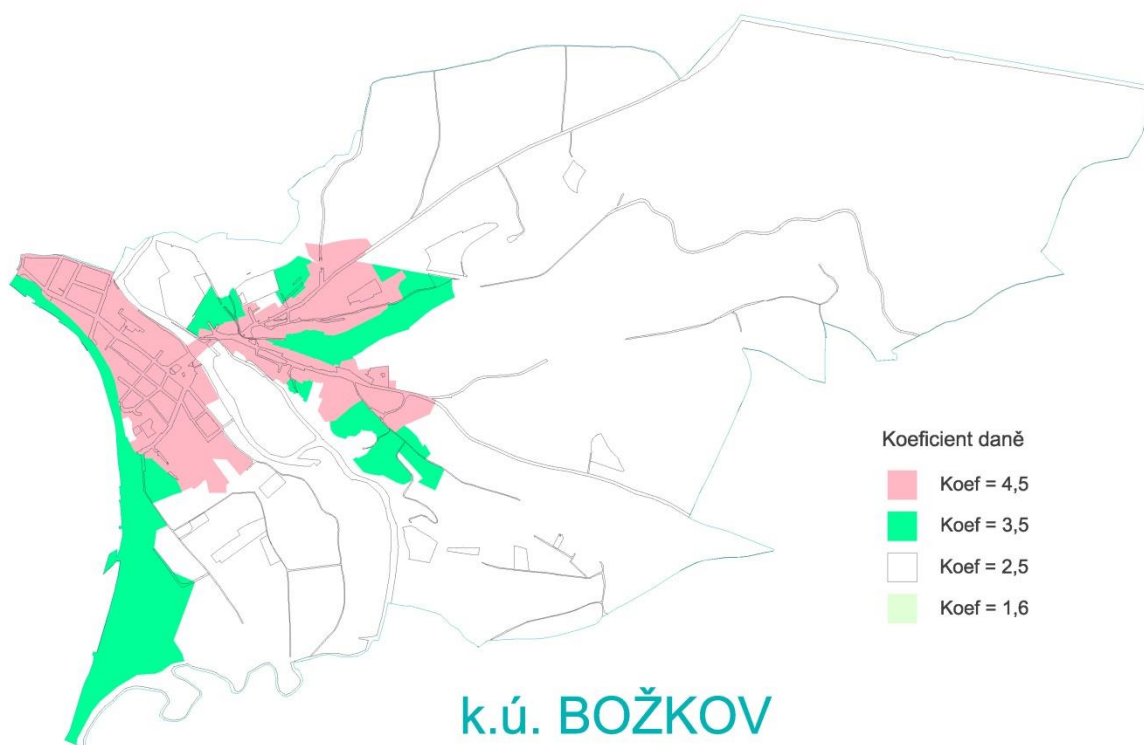 Koeficient daně
Koef = 4,5
Koef = 3,5
Koef = 2,5
Koef = 1,6
k.ú. BOŽKOV